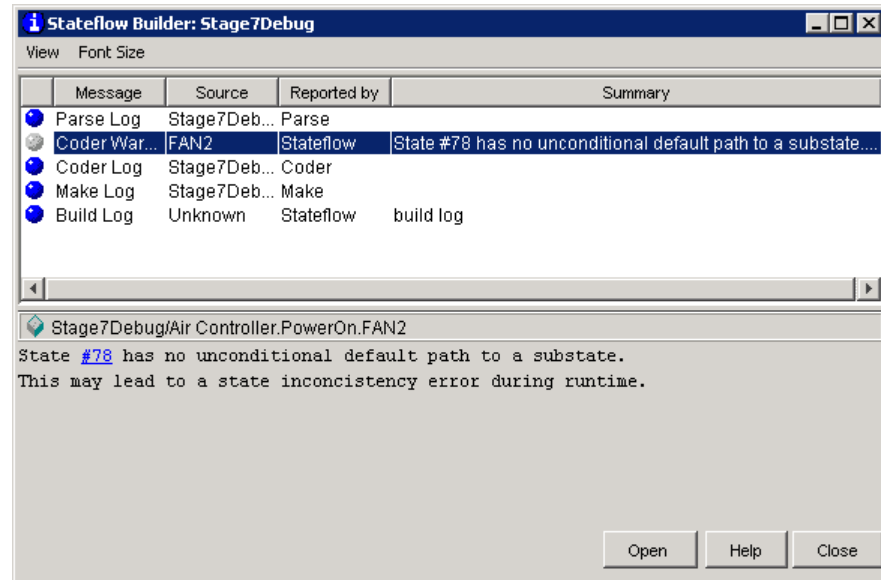 Stateflow Builder: Stage7Debug
View Font Size
Message Source Reported by Summary
Parse Log Stage7Deb... Parse
Coder War... FAN2 Stateflow State #78 has no unconditional default path to a substate....
Coder Log Stage7Deb... Coder
Make Log Stage7Deb... Make
Build Log Unknown Stateflow build log
Stage7Debug/Air Controller.PowerOn.FAN2
State #78 has no unconditional default path to a substate.
This may lead to a state inconcistency error during runtime.
Open Help Close